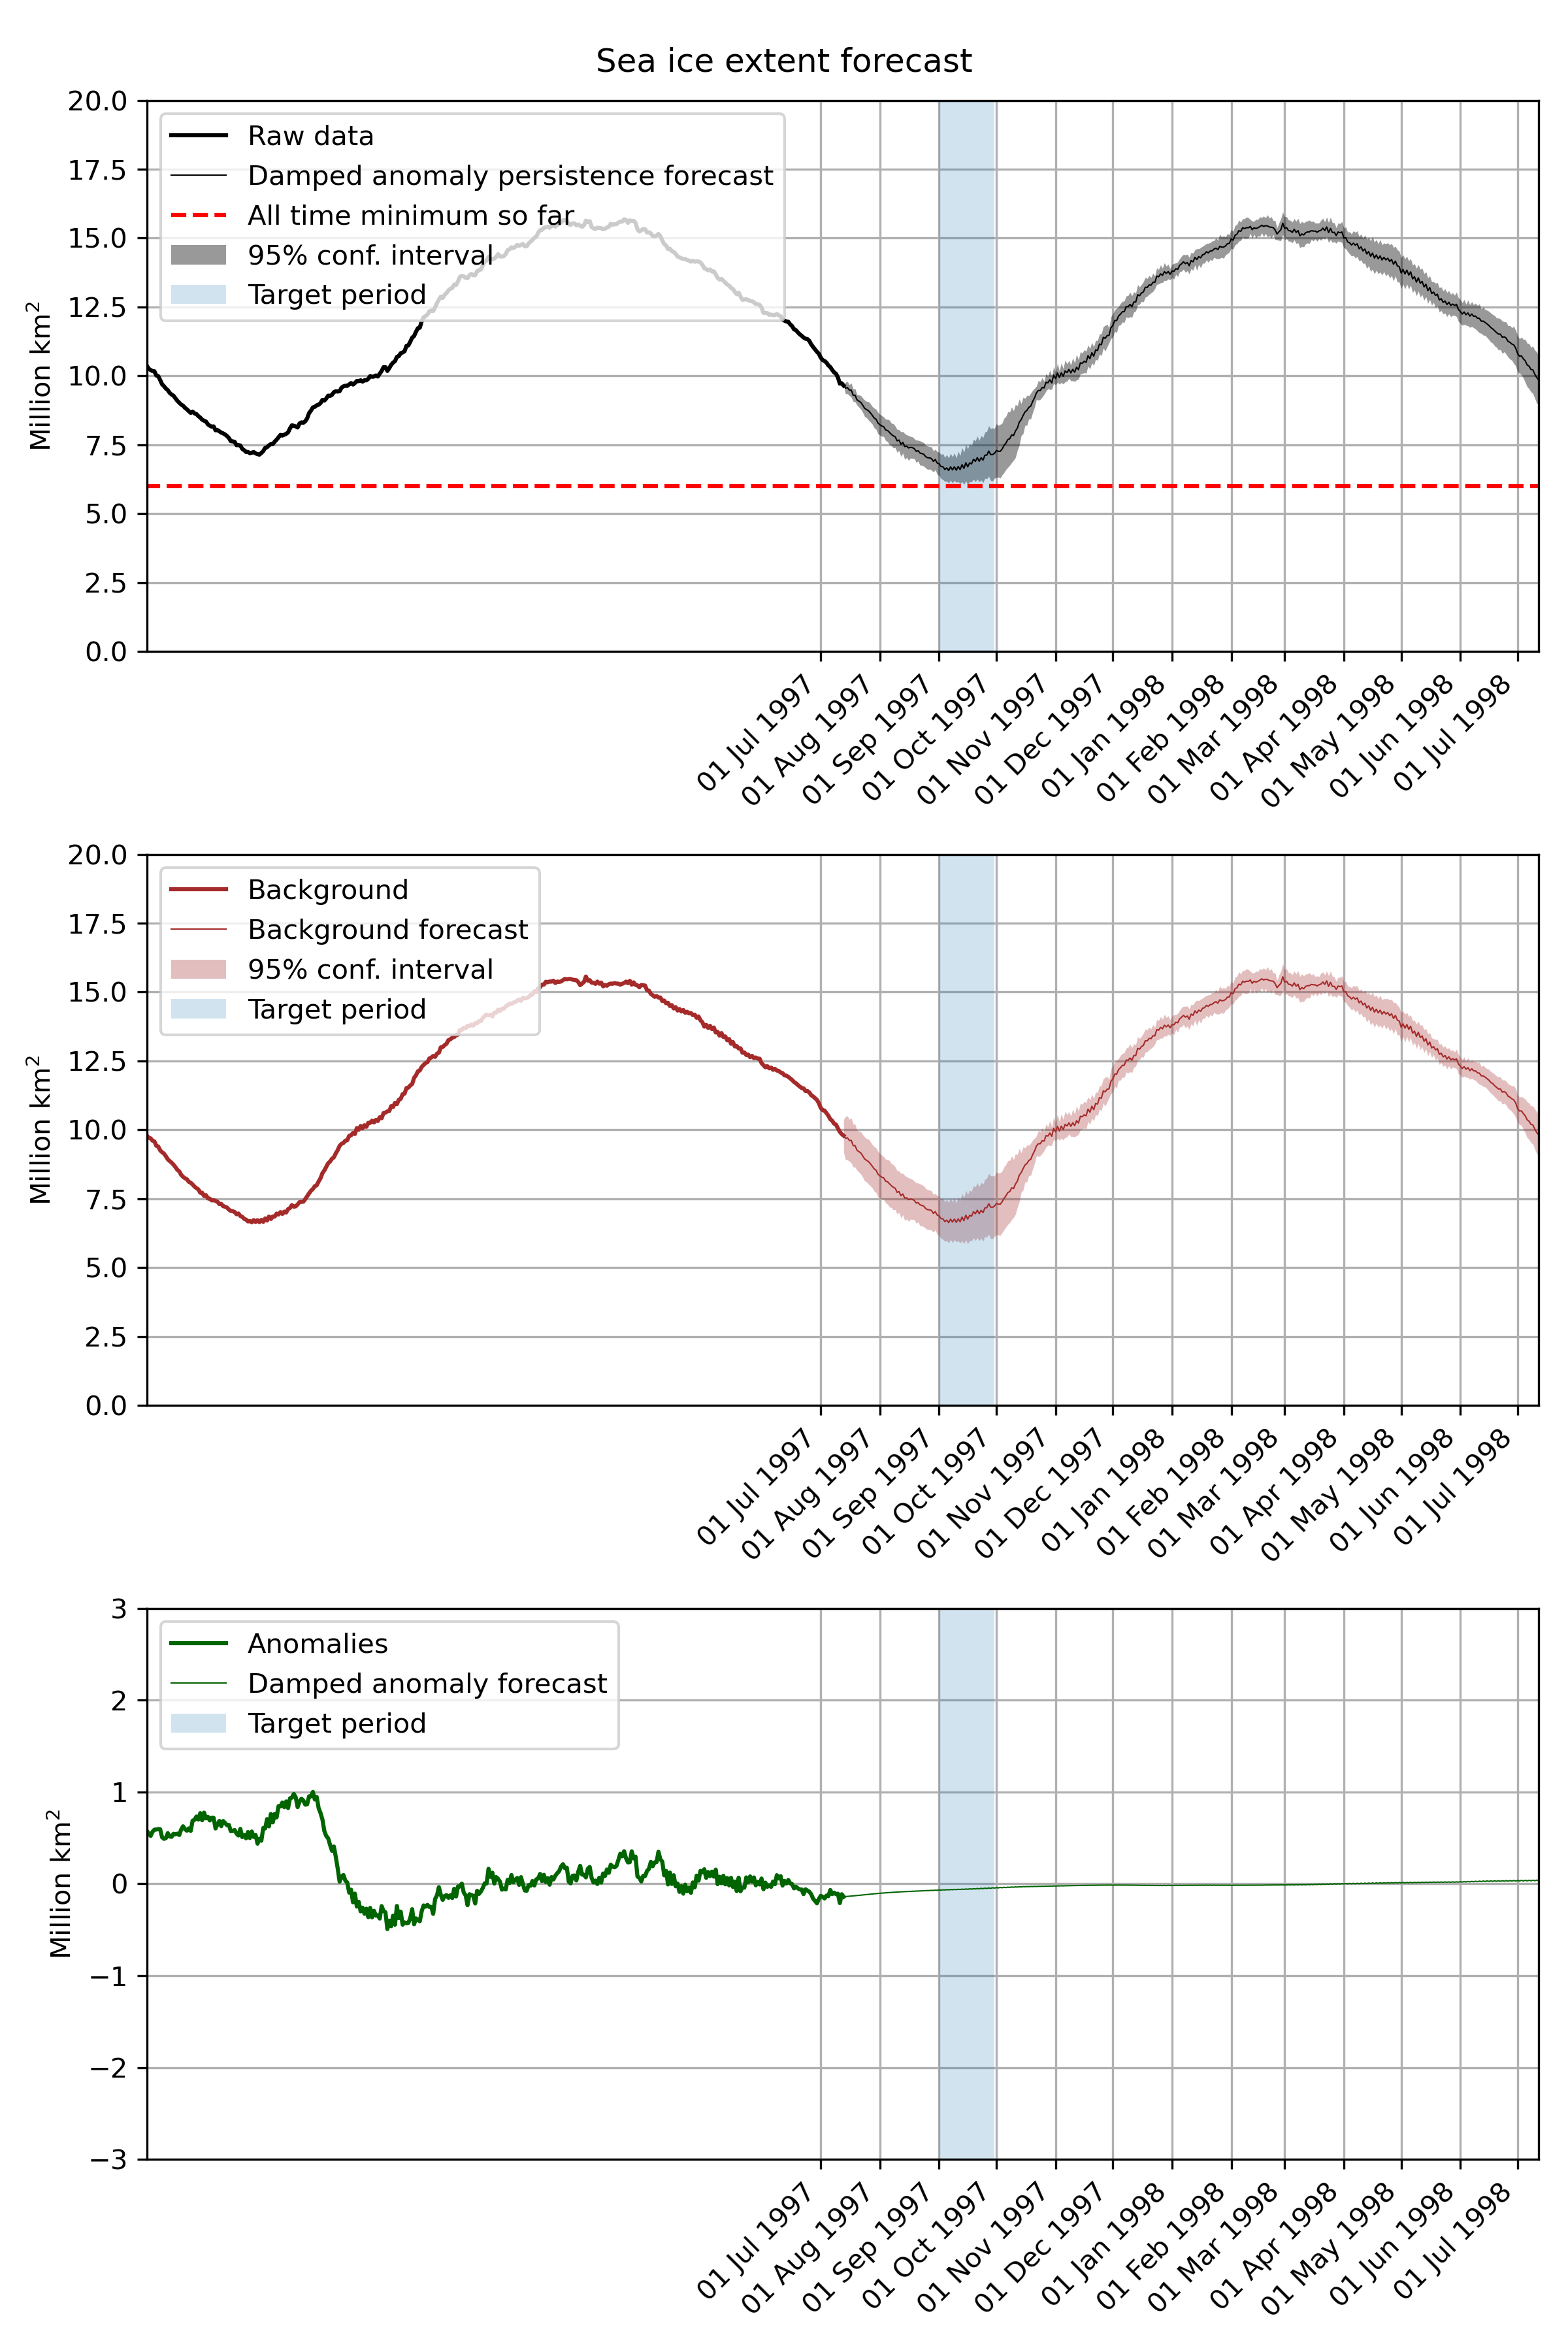 Sea ice extent forecast
20.0
17.5
15.0
12.5
10.0
7.5
5.0
2.5
0.0
Million km²
Raw data
Damped anomaly persistence forecast
All time minimum so far
95% conf. interval
Target period
01 Jul 1997
01 Aug 1997
01 Sep 1997
01 Oct 1997
01 Nov 1997
01 Dec 1997
01 Jan 1998
01 Feb 1998
01 Mar 1998
01 Apr 1998
01 May 1998
01 Jun 1998
01 Jul 1998
20.0
17.5
15.0
12.5
10.0
7.5
5.0
2.5
0.0
Million km²
Background
Background forecast
95% conf. interval
Target period
01 Jul 1997
01 Aug 1997
01 Sep 1997
01 Oct 1997
01 Nov 1997
01 Dec 1997
01 Jan 1998
01 Feb 1998
01 Mar 1998
01 Apr 1998
01 May 1998
01 Jun 1998
01 Jul 1998
3
2
1
0
−1
−2
−3
Million km²
Anomalies
Damped anomaly forecast
Target period
01 Jul 1997
01 Aug 1997
01 Sep 1997
01 Oct 1997
01 Nov 1997
01 Dec 1997
01 Jan 1998
01 Feb 1998
01 Mar 1998
01 Apr 1998
01 May 1998
01 Jun 1998
01 Jul 1998